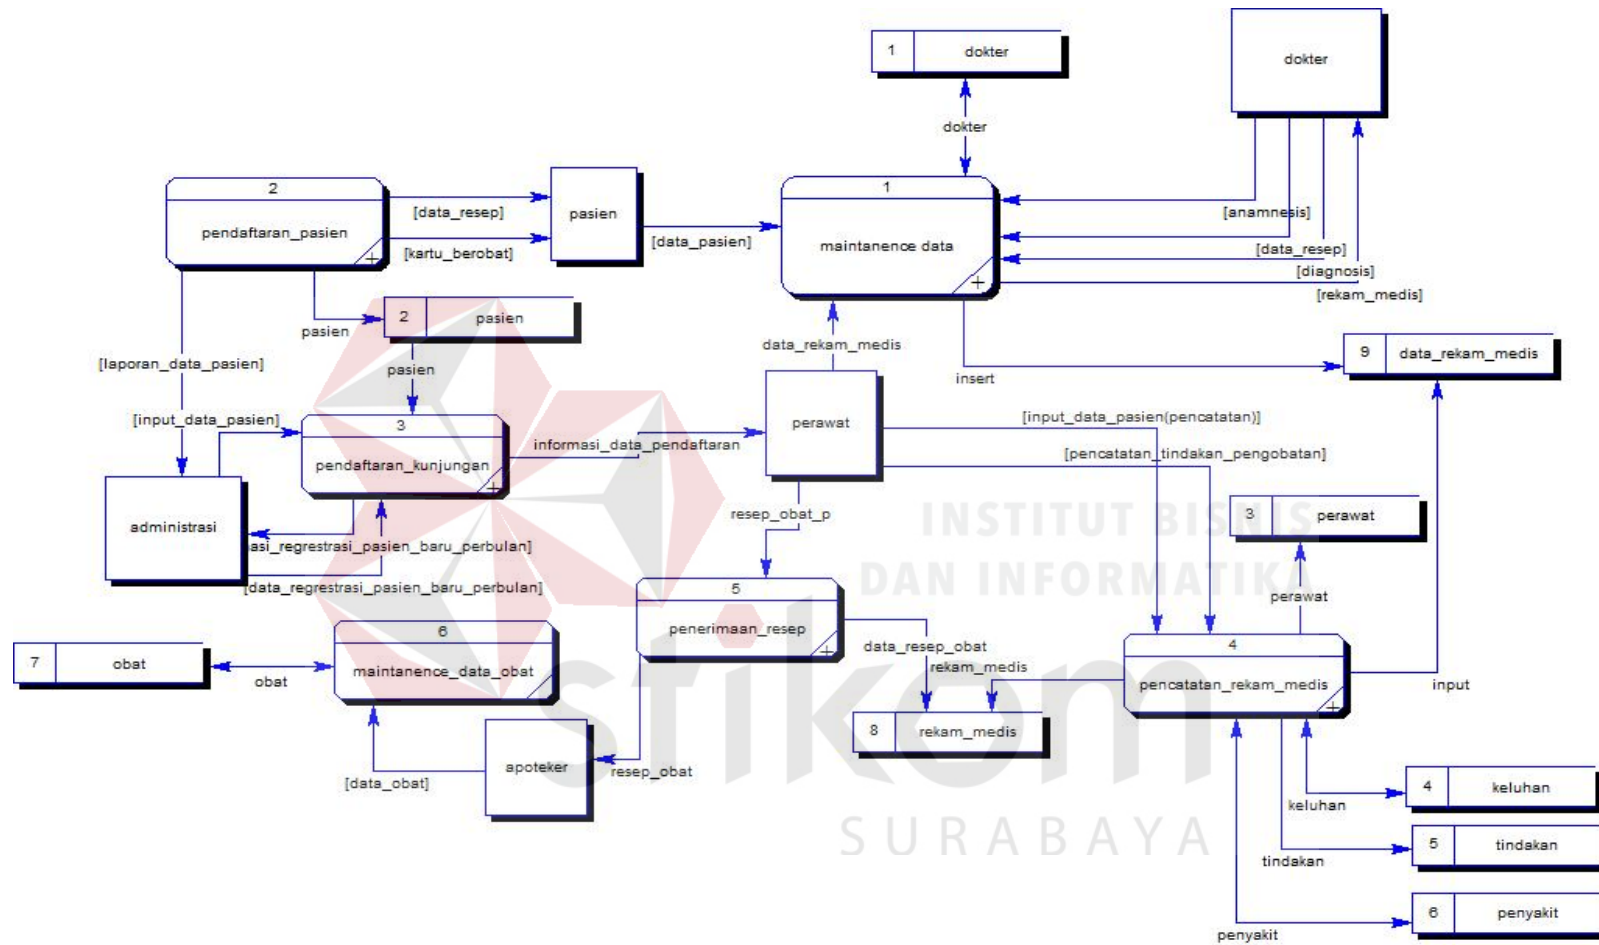 1 dokter
dokter
dokter
2
pendaftaran_pasien
[data_resep]
[kartu_berobat]
pasien
[data_pasien]
1
maintanence data
[anamnesis]
[data_resep]
[diagnosis]
[rekam_medis]
pasien
2 pasien
[laporan_data_pasien]
pasien
data_rekam_medis
insert
9 data_rekam_medis
[input_data_pasien]
3
pendaftaran_kunjungan
informasi_data_pendaftaran
perawat
[input_data_pasien(pencatatan)]
[pencatatan_tindakan_pengobatan]
administrasi
asi_regrestrasi_pasien_baru_perbulan]
[data_regrestrasi_pasien_baru_perbulan]
resep_obat_p
INSTITUT BISNIS
DAN INFORMATIKA
3 perawat
perawat
5
penerimaan_resep
data_resep_obat
rekam_medis
4
pencatatan_rekam_medis
input
7 obat
obat
6
maintanence_data_obat
stikom
8 rekam_medis
apoteker
resep_obat
[data_obat]
SURABAYA
keluhan
4 keluhan
tindakan
5 tindakan
penyakit
6 penyakit